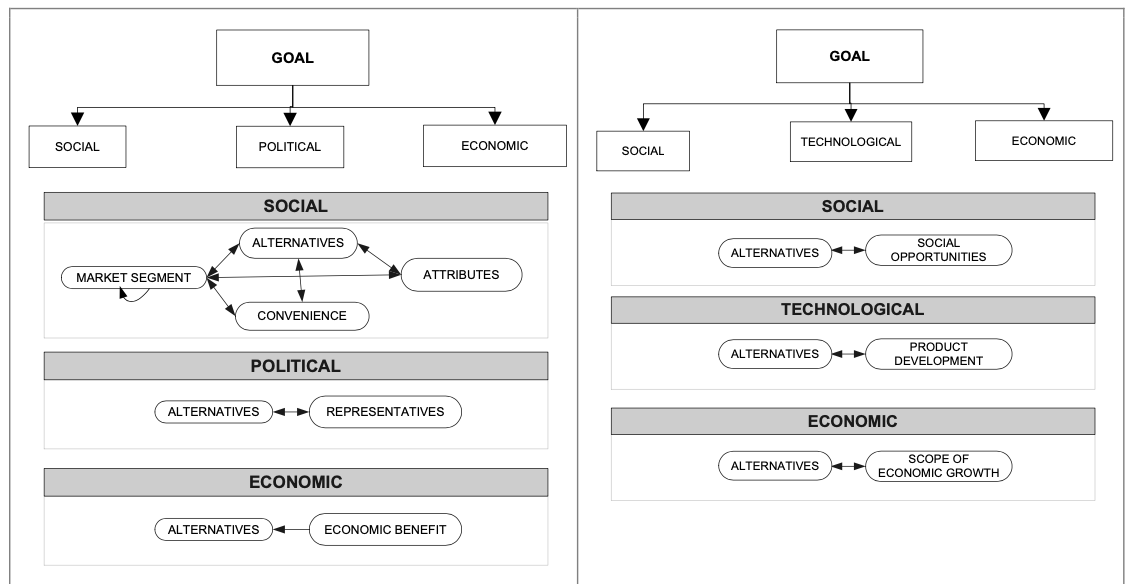 GOAL
SOCIAL
POLITICAL
ECONOMIC
SOCIAL
ALTERNATIVES
MARKET SEGMENT
ATTRIBUTES
CONVENIENCE
POLITICAL
ALTERNATIVES
REPRESENTATIVES
ECONOMIC
ALTERNATIVES
ECONOMIC BENEFIT
GOAL
SOCIAL
TECHNOLOGICAL
ECONOMIC
SOCIAL
ALTERNATIVES
SOCIAL
OPPORTUNITIES
TECHNOLOGICAL
ALTERNATIVES
PRODUCT
DEVELOPMENT
ECONOMIC
ALTERNATIVES
SCOPE OF
ECONOMIC GROWTH